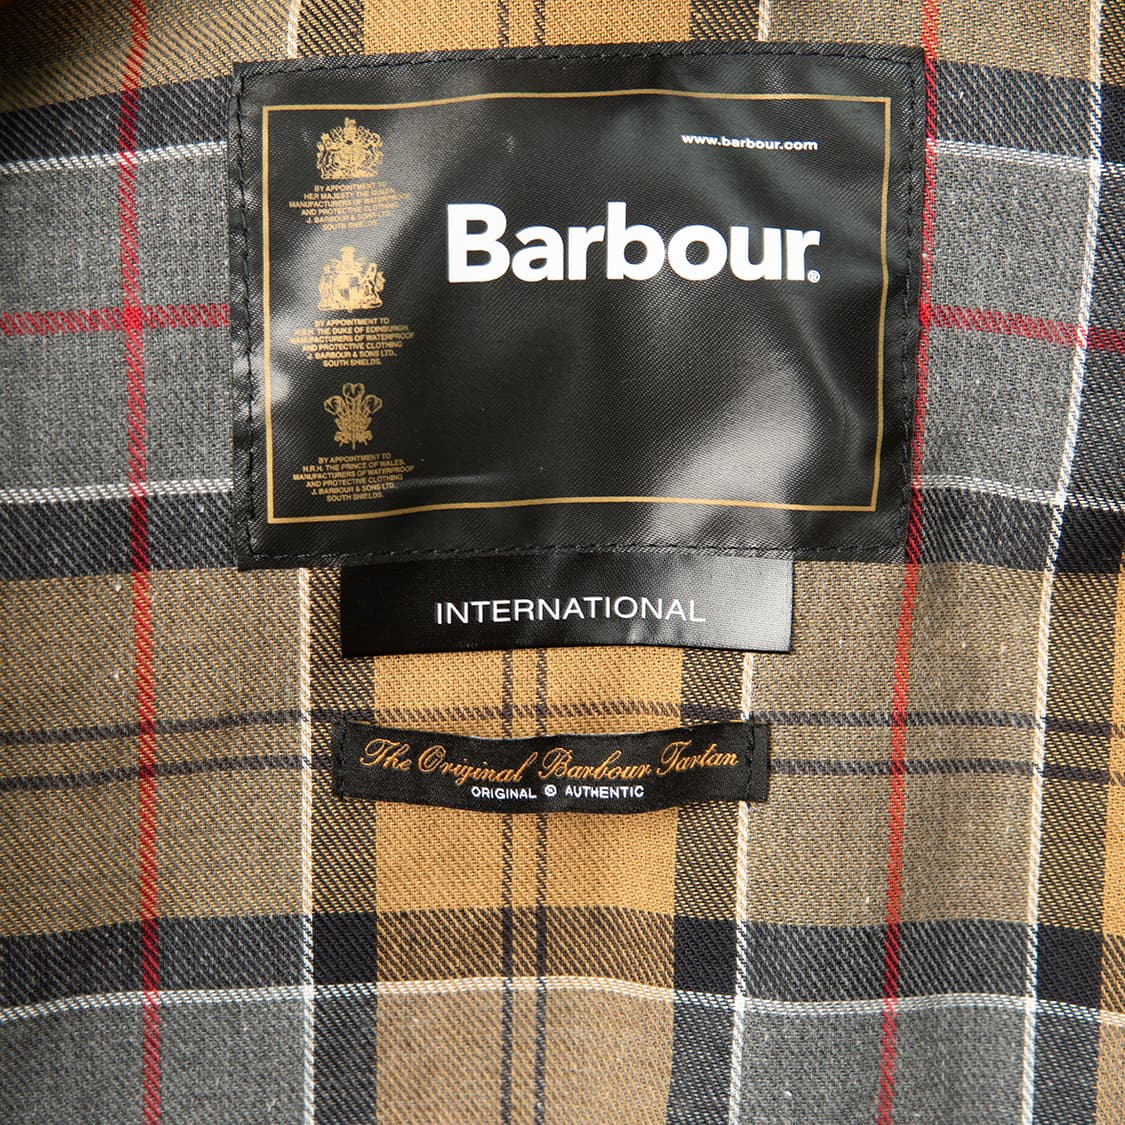 www.barbour.com
Barbour®
BY APPOINTMENT TO
HER MAJESTY THE QUEEN
MANUFACTURERS OF WATERPROOF
AND PROTECTIVE CLOTHING
J. BARBOUR & SONS LTD.
SOUTH SHIELDS
BY APPOINTMENT TO
H.R.H. THE DUKE OF EDINBURGH,
MANUFACTURERS OF WATERPROOF
AND PROTECTIVE CLOTHING
J. BARBOUR & SONS LTD.,
SOUTH SHIELDS.
BY APPOINTMENT TO
H.R.H. THE PRINCE OF WALES,
MANUFACTURERS OF WATERPROOF
AND PROTECTIVE CLOTHING
J. BARBOUR & SONS LTD.,
SOUTH SHIELDS.
INTERNATIONAL
The Original Barbour Tartan
ORIGINAL ® AUTHENTIC